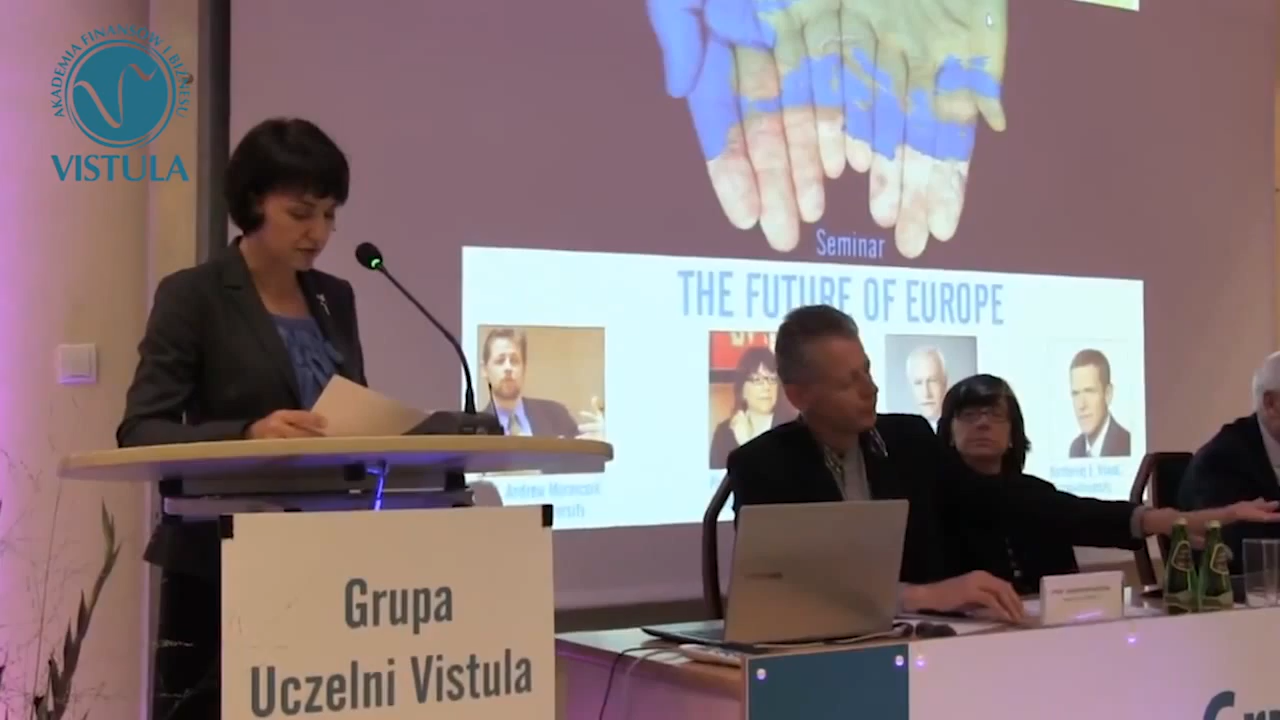 AKADEMIA FINANSÓW I BIZNESU
VISTULA
Seminar
THE FUTURE OF EUROPE
Andrew Moravcsik
Grupa
Uczelni Vistula